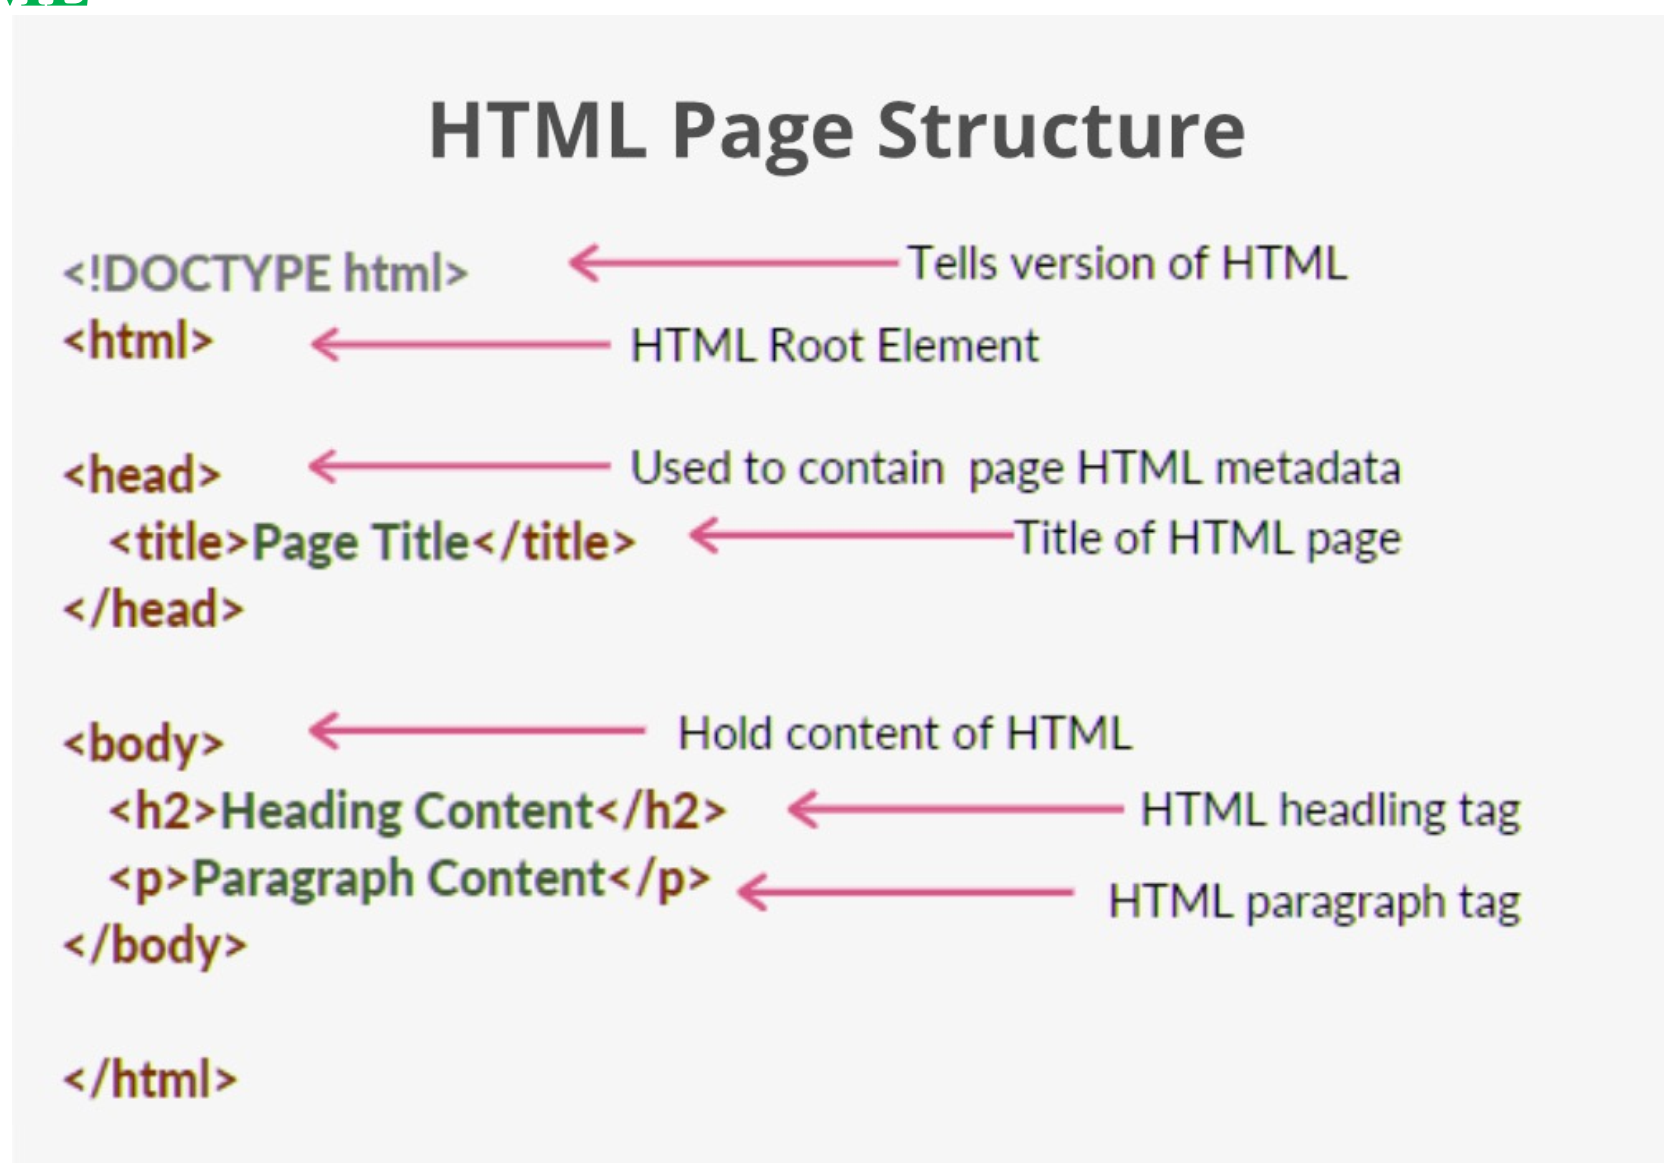 HTML Page Structure
<!DOCTYPE html> Tells version of HTML
<html> HTML Root Element
<head> Used to contain page HTML metadata
<title>Page Title</title> Title of HTML page
</head>
<body> Hold content of HTML
<h2>Heading Content</h2> HTML headling tag
<p>Paragraph Content</p> HTML paragraph tag
</body>
</html>